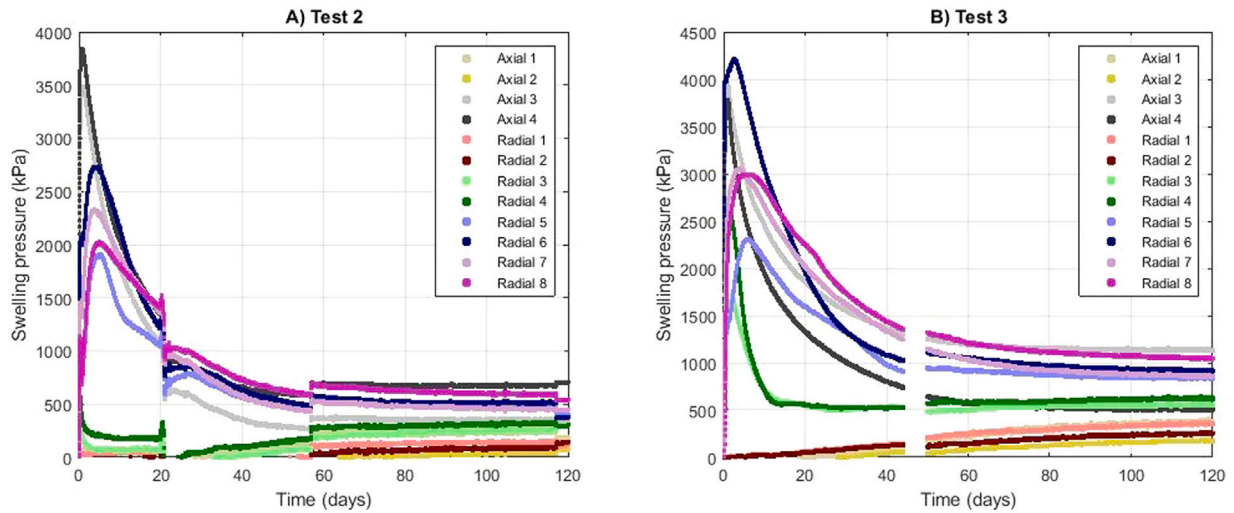 A) Test 2
4000
3500
3000
2500
2000
1500
1000
500
0
Swelling pressure (kPa)
0 20 40 60 80 100 120
Time (days)
Axial 1
Axial 2
Axial 3
Axial 4
Radial 1
Radial 2
Radial 3
Radial 4
Radial 5
Radial 6
Radial 7
Radial 8
B) Test 3
4500
4000
3500
3000
2500
2000
1500
1000
500
0
Swelling pressure (kPa)
0 20 40 60 80 100 120
Time (days)
Axial 1
Axial 2
Axial 3
Axial 4
Radial 1
Radial 2
Radial 3
Radial 4
Radial 5
Radial 6
Radial 7
Radial 8